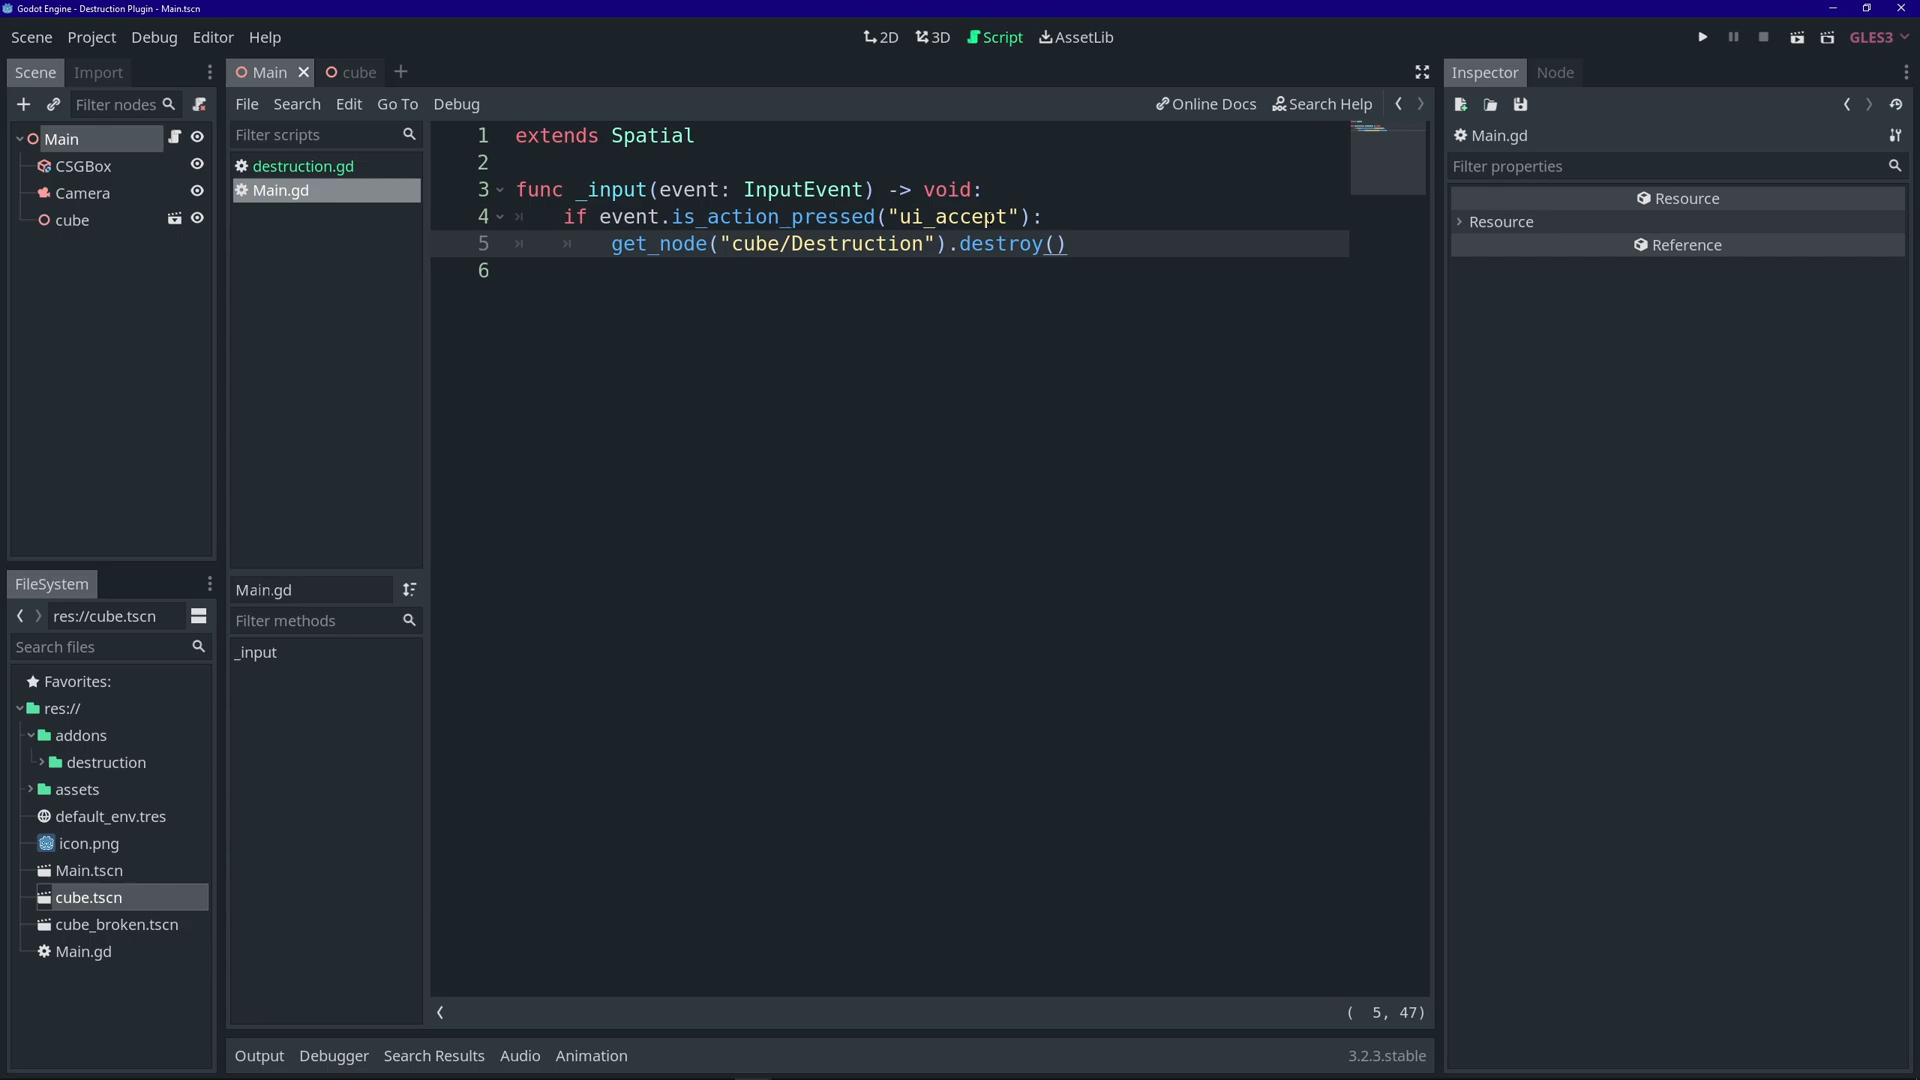 Godot Engine - Destruction Plugin - Main.tscn
Scene Project Debug Editor Help
2D 3D Script AssetLib
GLES3
Scene Import
Filter nodes
Main
CSGBox
Camera
cube
FileSystem
res://cube.tscn
Search files
Favorites:
res://
addons
destruction
assets
default_env.tres
icon.png
Main.tscn
cube.tscn
cube_broken.tscn
Main.gd
Main cube
File Search Edit Go To Debug
Online Docs Search Help
Filter scripts
destruction.gd
Main.gd
Main.gd
Filter methods
_input
1 extends Spatial
2
3 func _input(event: InputEvent) -> void:
4 if event.is_action_pressed("ui_accept"):
5 get_node("cube/Destruction").destroy()
6
( 5, 47)
Output Debugger Search Results Audio Animation
3.2.3.stable
Inspector Node
Main.gd
Filter properties
Resource
Resource
Reference